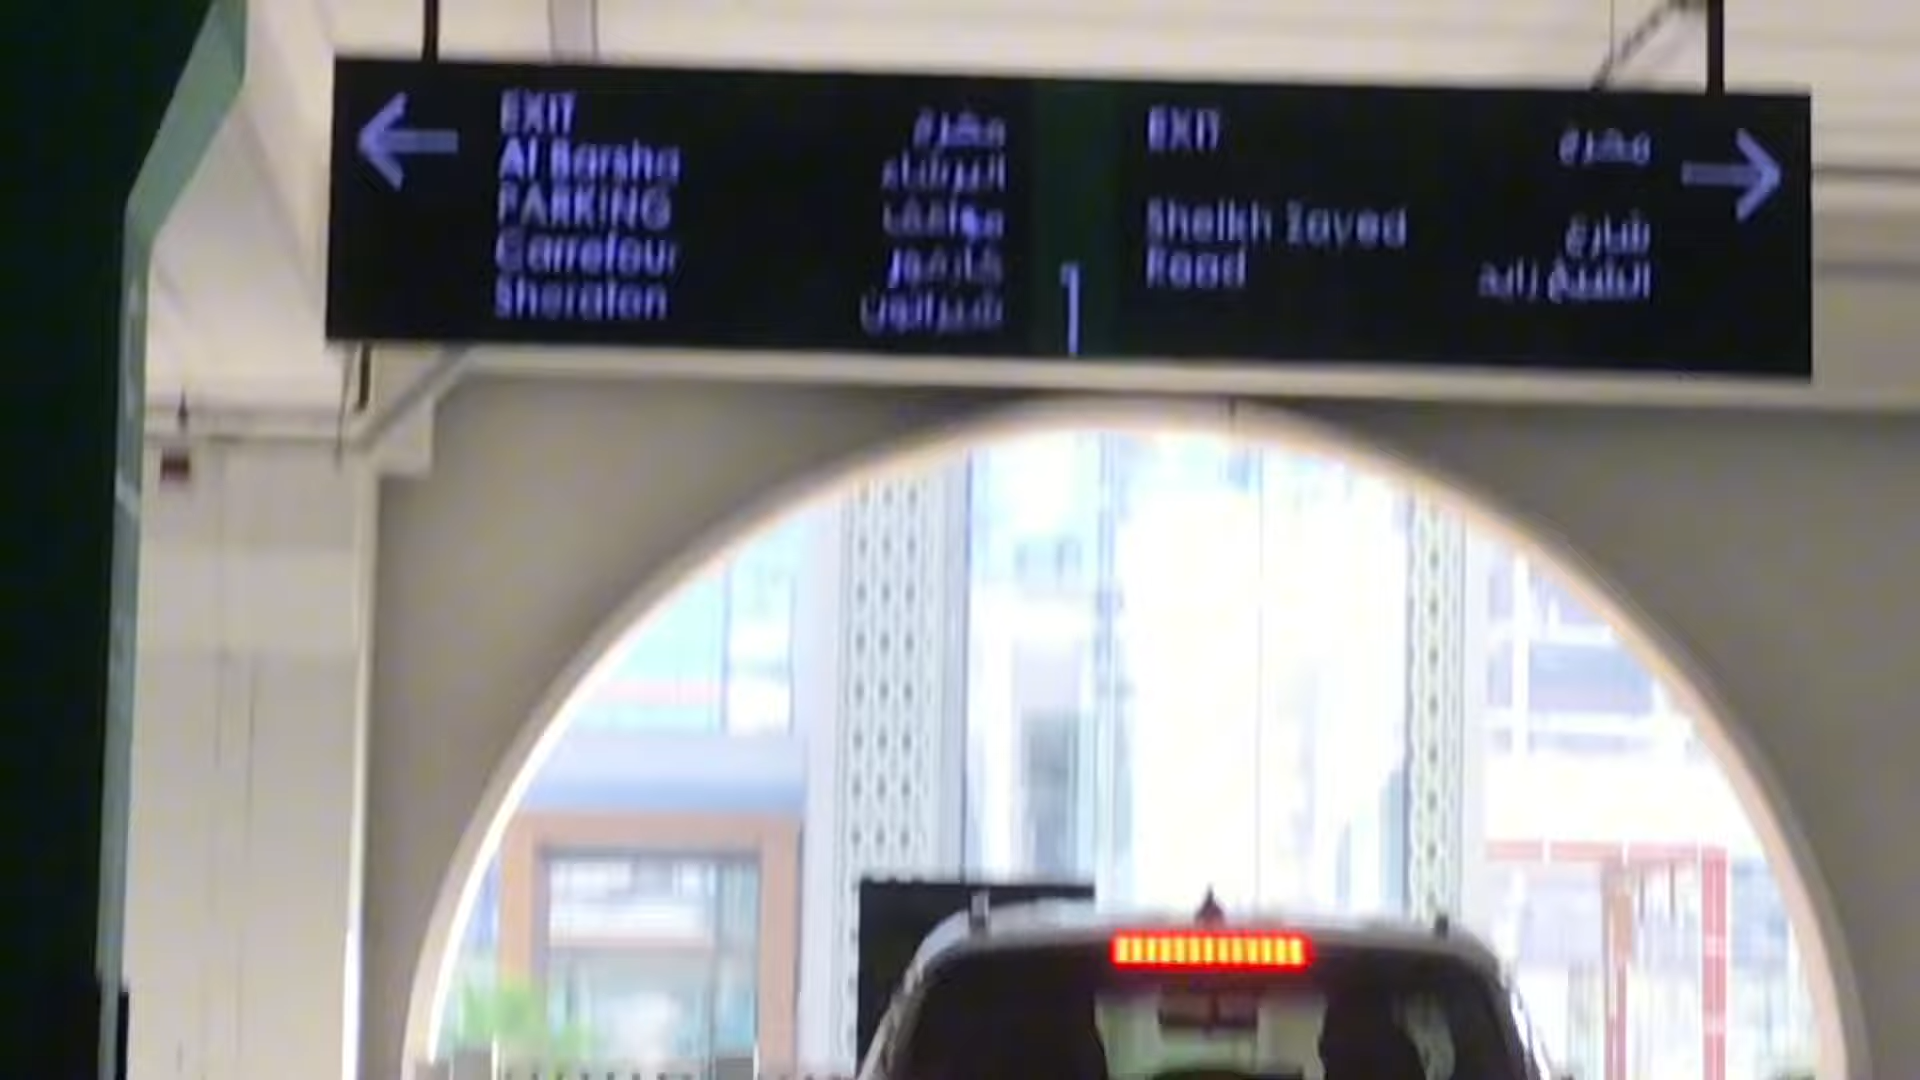 EXIT
Al Barsha
PARKING
Carrefour
Sheraton
مخرج
البرشاء
مواقف
كارفور
شيراتون
1
EXIT
Sheikh Zayed
Road
مخرج
شارع
الشيخ زايد